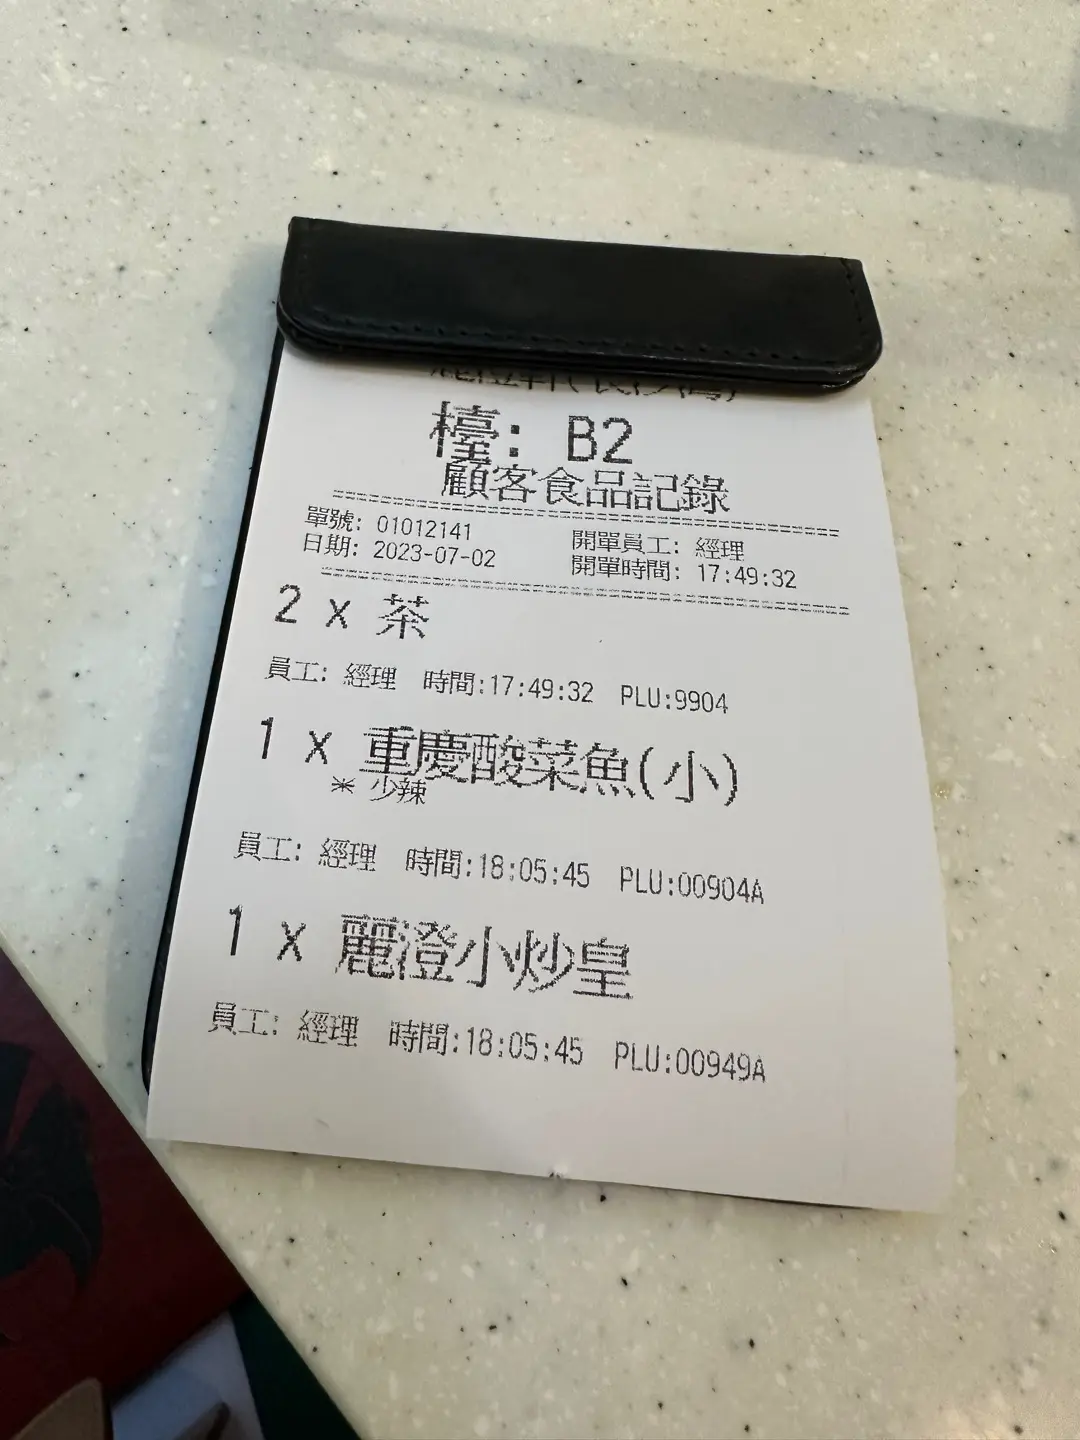 檯: B2
顧客食品記錄
單號: 01012141 開單員工: 經理
日期: 2023-07-02 開單時間: 17:49:32
2 x 茶
員工: 經理 時間:17:49:32 PLU:9904
1 x 重慶酸菜魚(小)
* 少辣
員工: 經理 時間:18:05:45 PLU:00904A
1 x 麗澄小炒皇
員工: 經理 時間:18:05:45 PLU:00949A